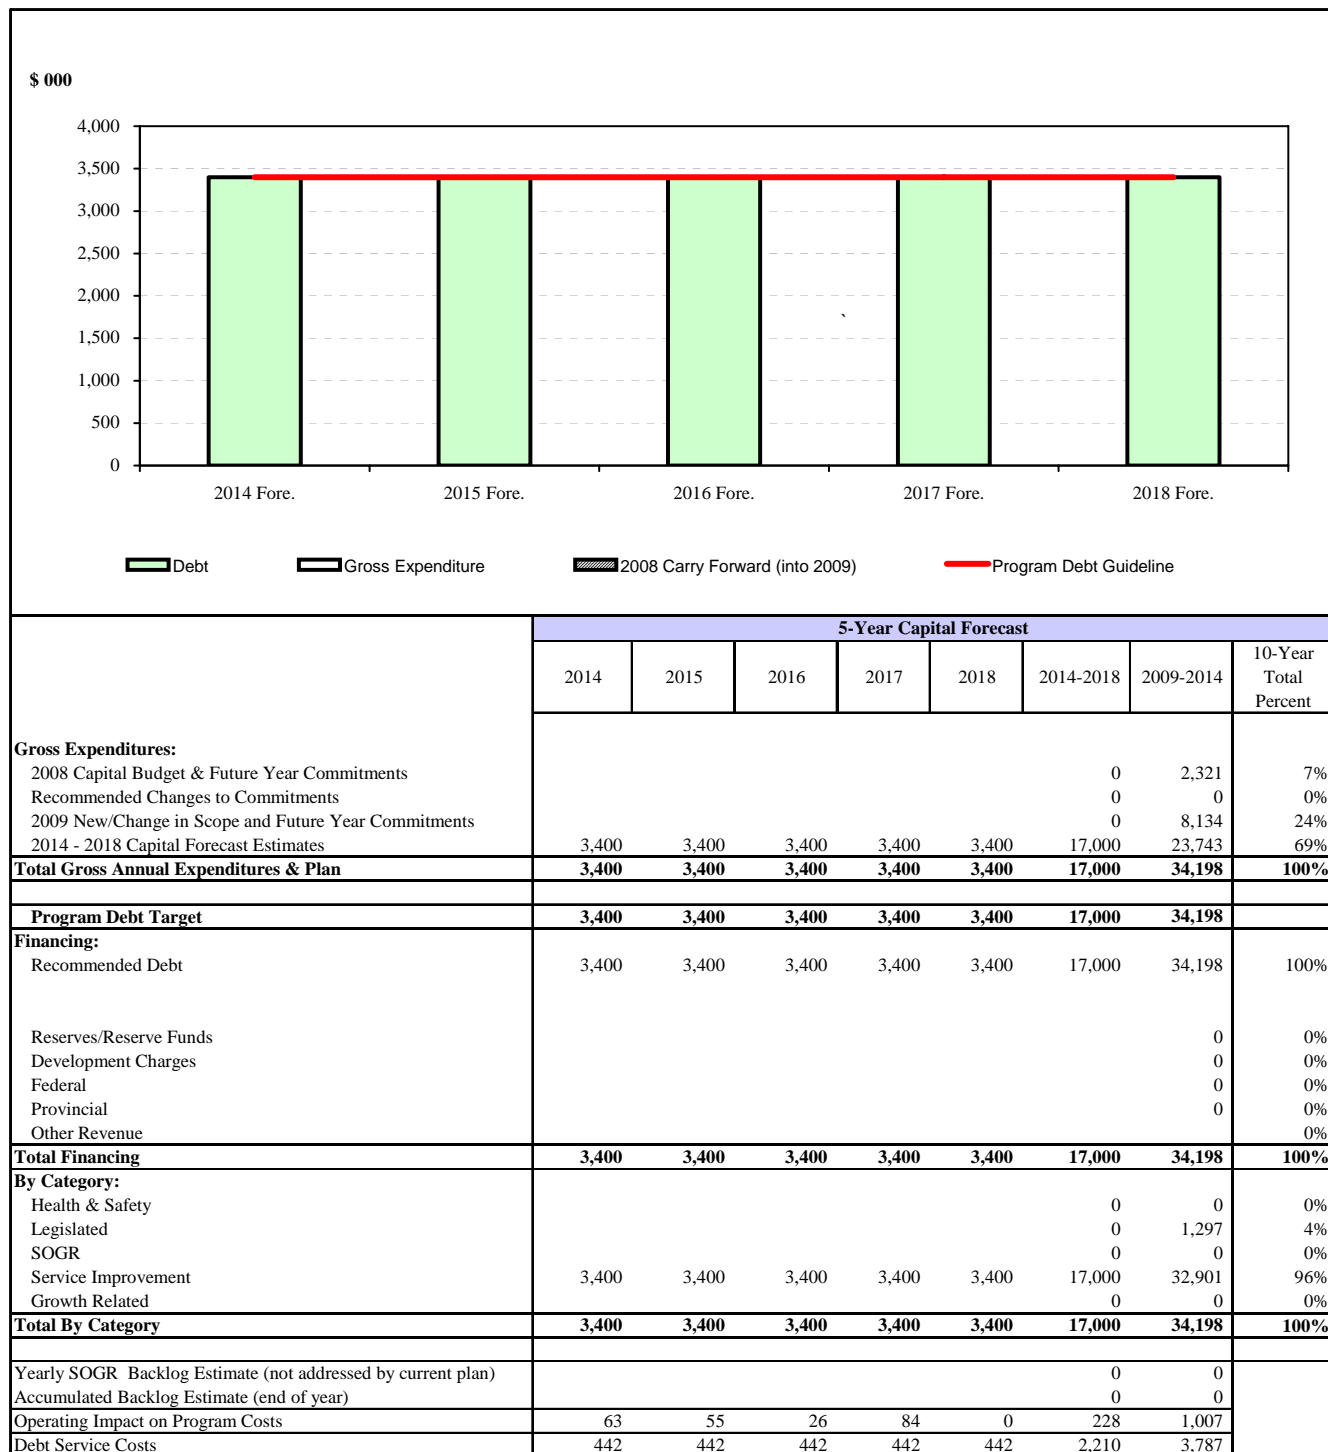 $ 000
4,000
3,500
3,000
2,500
2,000
1,500
1,000
500
0
`
2014 Fore. 2015 Fore. 2016 Fore. 2017 Fore. 2018 Fore.
Debt Gross Expenditure 2008 Carry Forward (into 2009) Program Debt Guideline
5-Year Capital Forecast
2014 2015 2016 2017 2018 2014-2018 2009-2014 10-Year
Total
Percent
Gross Expenditures:
2008 Capital Budget & Future Year Commitments 0 2,321 7%
Recommended Changes to Commitments 0 0 0%
2009 New/Change in Scope and Future Year Commitments 0 8,134 24%
2014 - 2018 Capital Forecast Estimates 3,400 3,400 3,400 3,400 3,400 17,000 23,743 69%
Total Gross Annual Expenditures & Plan 3,400 3,400 3,400 3,400 3,400 17,000 34,198 100%
Program Debt Target 3,400 3,400 3,400 3,400 3,400 17,000 34,198
Financing:
Recommended Debt 3,400 3,400 3,400 3,400 3,400 17,000 34,198 100%
Reserves/Reserve Funds 0 0%
Development Charges 0 0%
Federal 0 0%
Provincial 0 0%
Other Revenue 0%
Total Financing 3,400 3,400 3,400 3,400 3,400 17,000 34,198 100%
By Category:
Health & Safety 0 0 0%
Legislated 0 1,297 4%
SOGR 0 0 0%
Service Improvement 3,400 3,400 3,400 3,400 3,400 17,000 32,901 96%
Growth Related 0 0 0%
Total By Category 3,400 3,400 3,400 3,400 3,400 17,000 34,198 100%
Yearly SOGR Backlog Estimate (not addressed by current plan) 0 0
Accumulated Backlog Estimate (end of year) 0 0
Operating Impact on Program Costs 63 55 26 84 0 228 1,007
Debt Service Costs 442 442 442 442 442 2,210 3,787